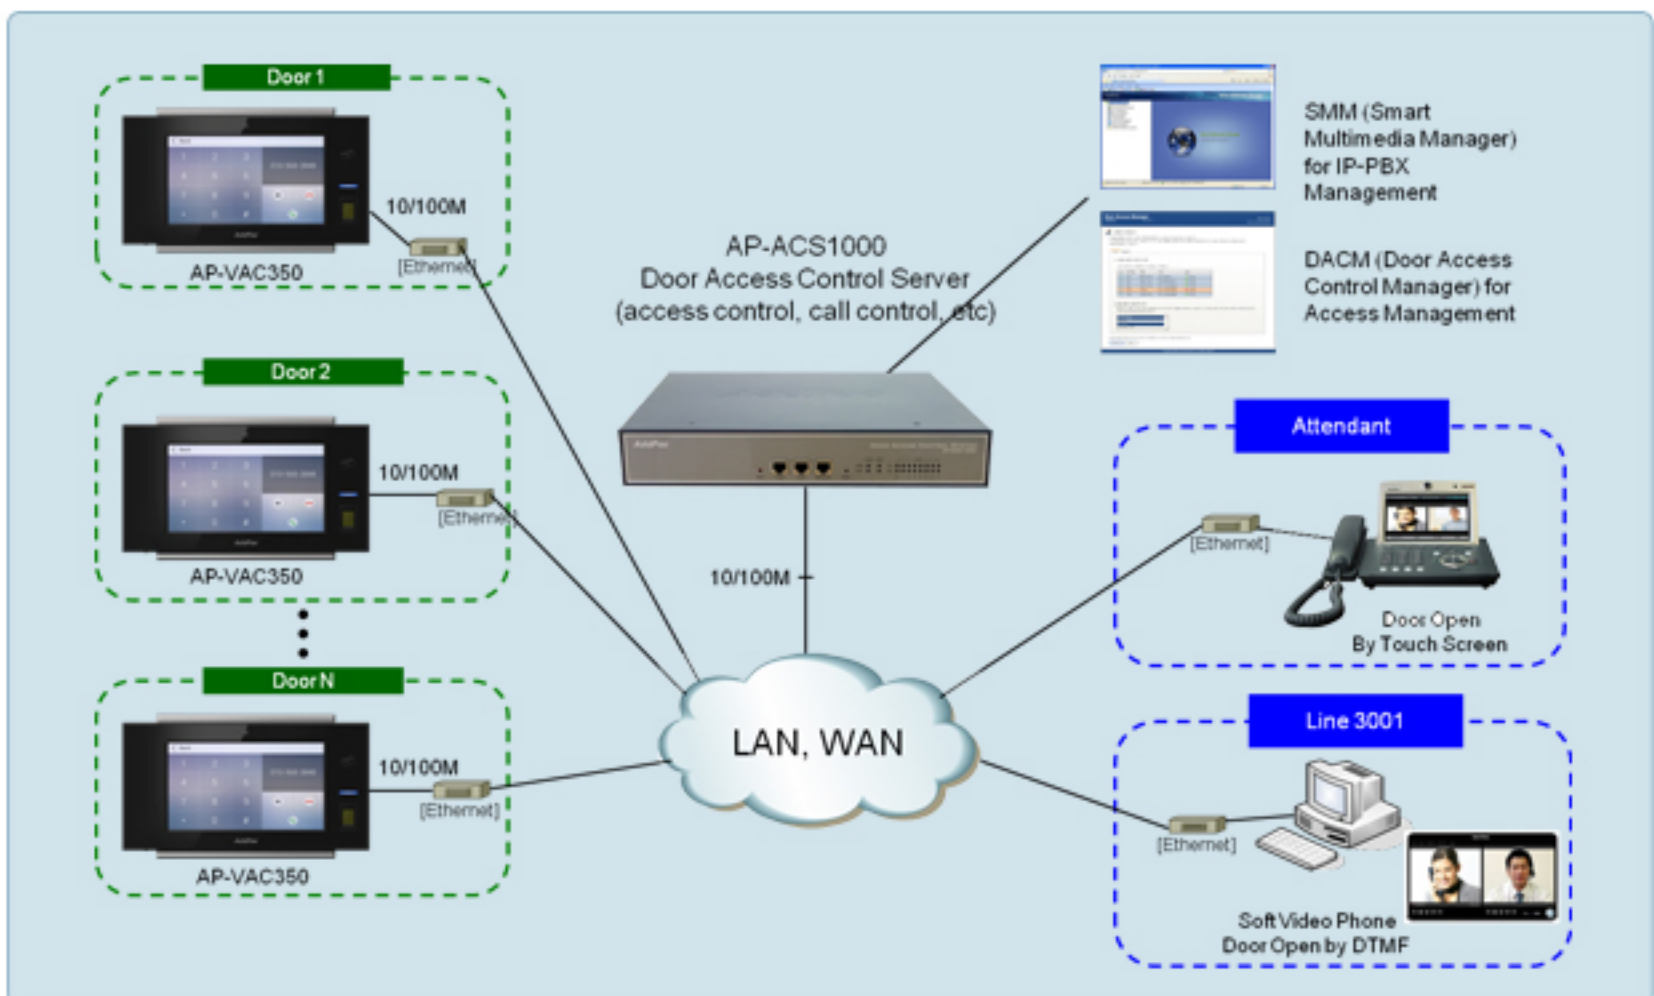 Door 1
10/100M
[Ethernet]
AP-VAC350
Door 2
10/100M
[Ethernet]
AP-VAC350
Door N
10/100M
[Ethernet]
AP-VAC350
AP-ACS1000
Door Access Control Server
(access control, call control, etc)
AddPac
10/100M
LAN, WAN
SMM (Smart
Multimedia Manager)
for IP-PBX
Management
DACM (Door Access
Control Manager) for
Access Management
Attendant
[Ethernet]
Door Open
By Touch Screen
Line 3001
[Ethernet]
Soft Video Phone
Door Open by DTMF